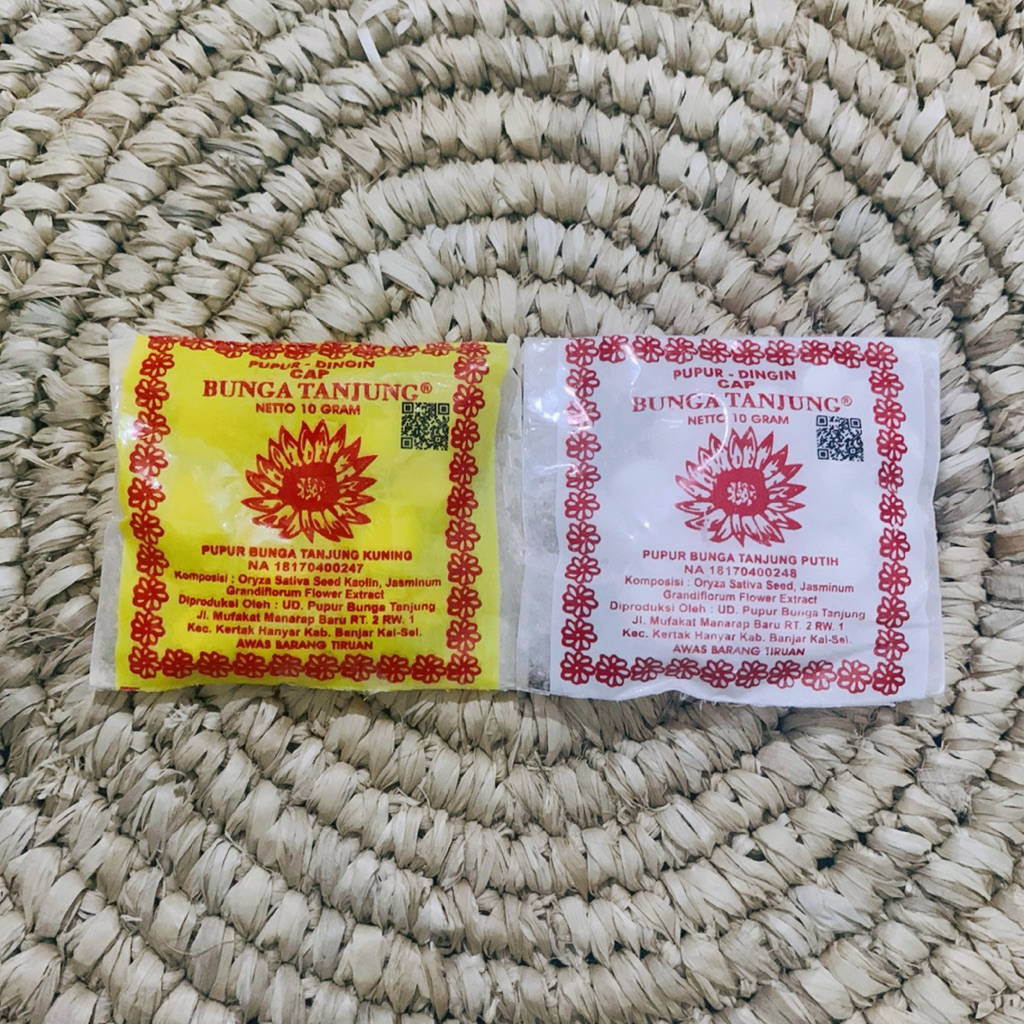 PUPUR - DINGIN
CAP
BUNGA TANJUNG®
NETTO 10 GRAM
PUPUR BUNGA TANJUNG KUNING
NA 18170400247
Komposisi : Oryza Sativa Seed Kaolin, Jasminum
Grandiflorum Flower Extract
Diproduksi Oleh : UD. Pupur Bunga Tanjung
Jl. Mufakat Manarap Baru RT. 2 RW. 1
Kec. Kertak Hanyar Kab. Banjar Kal-Sel.
AWAS BARANG TIRUAN
PUPUR - DINGIN
CAP
BUNGA TANJUNG®
NETTO 10 GRAM
PUPUR BUNGA TANJUNG PUTIH
NA 18170400248
Komposisi : Oryza Sativa Seed, Jasminum
Grandiflorum Flower Extract
Diproduksi Oleh : UD. Pupur Bunga Tanjung
Jl. Mufakat Manarap Baru RT. 2 RW. 1
Kec. Kertak Hanyar Kab. Banjar Kal-Sel.
AWAS BARANG TIRUAN